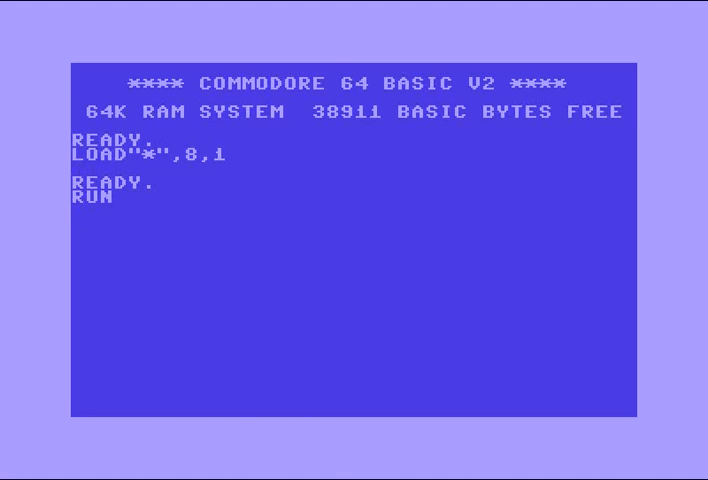 **** COMMODORE 64 BASIC V2 ****
64K RAM SYSTEM  38911 BASIC BYTES FREE
READY.
LOAD"*",8,1
READY.
RUN